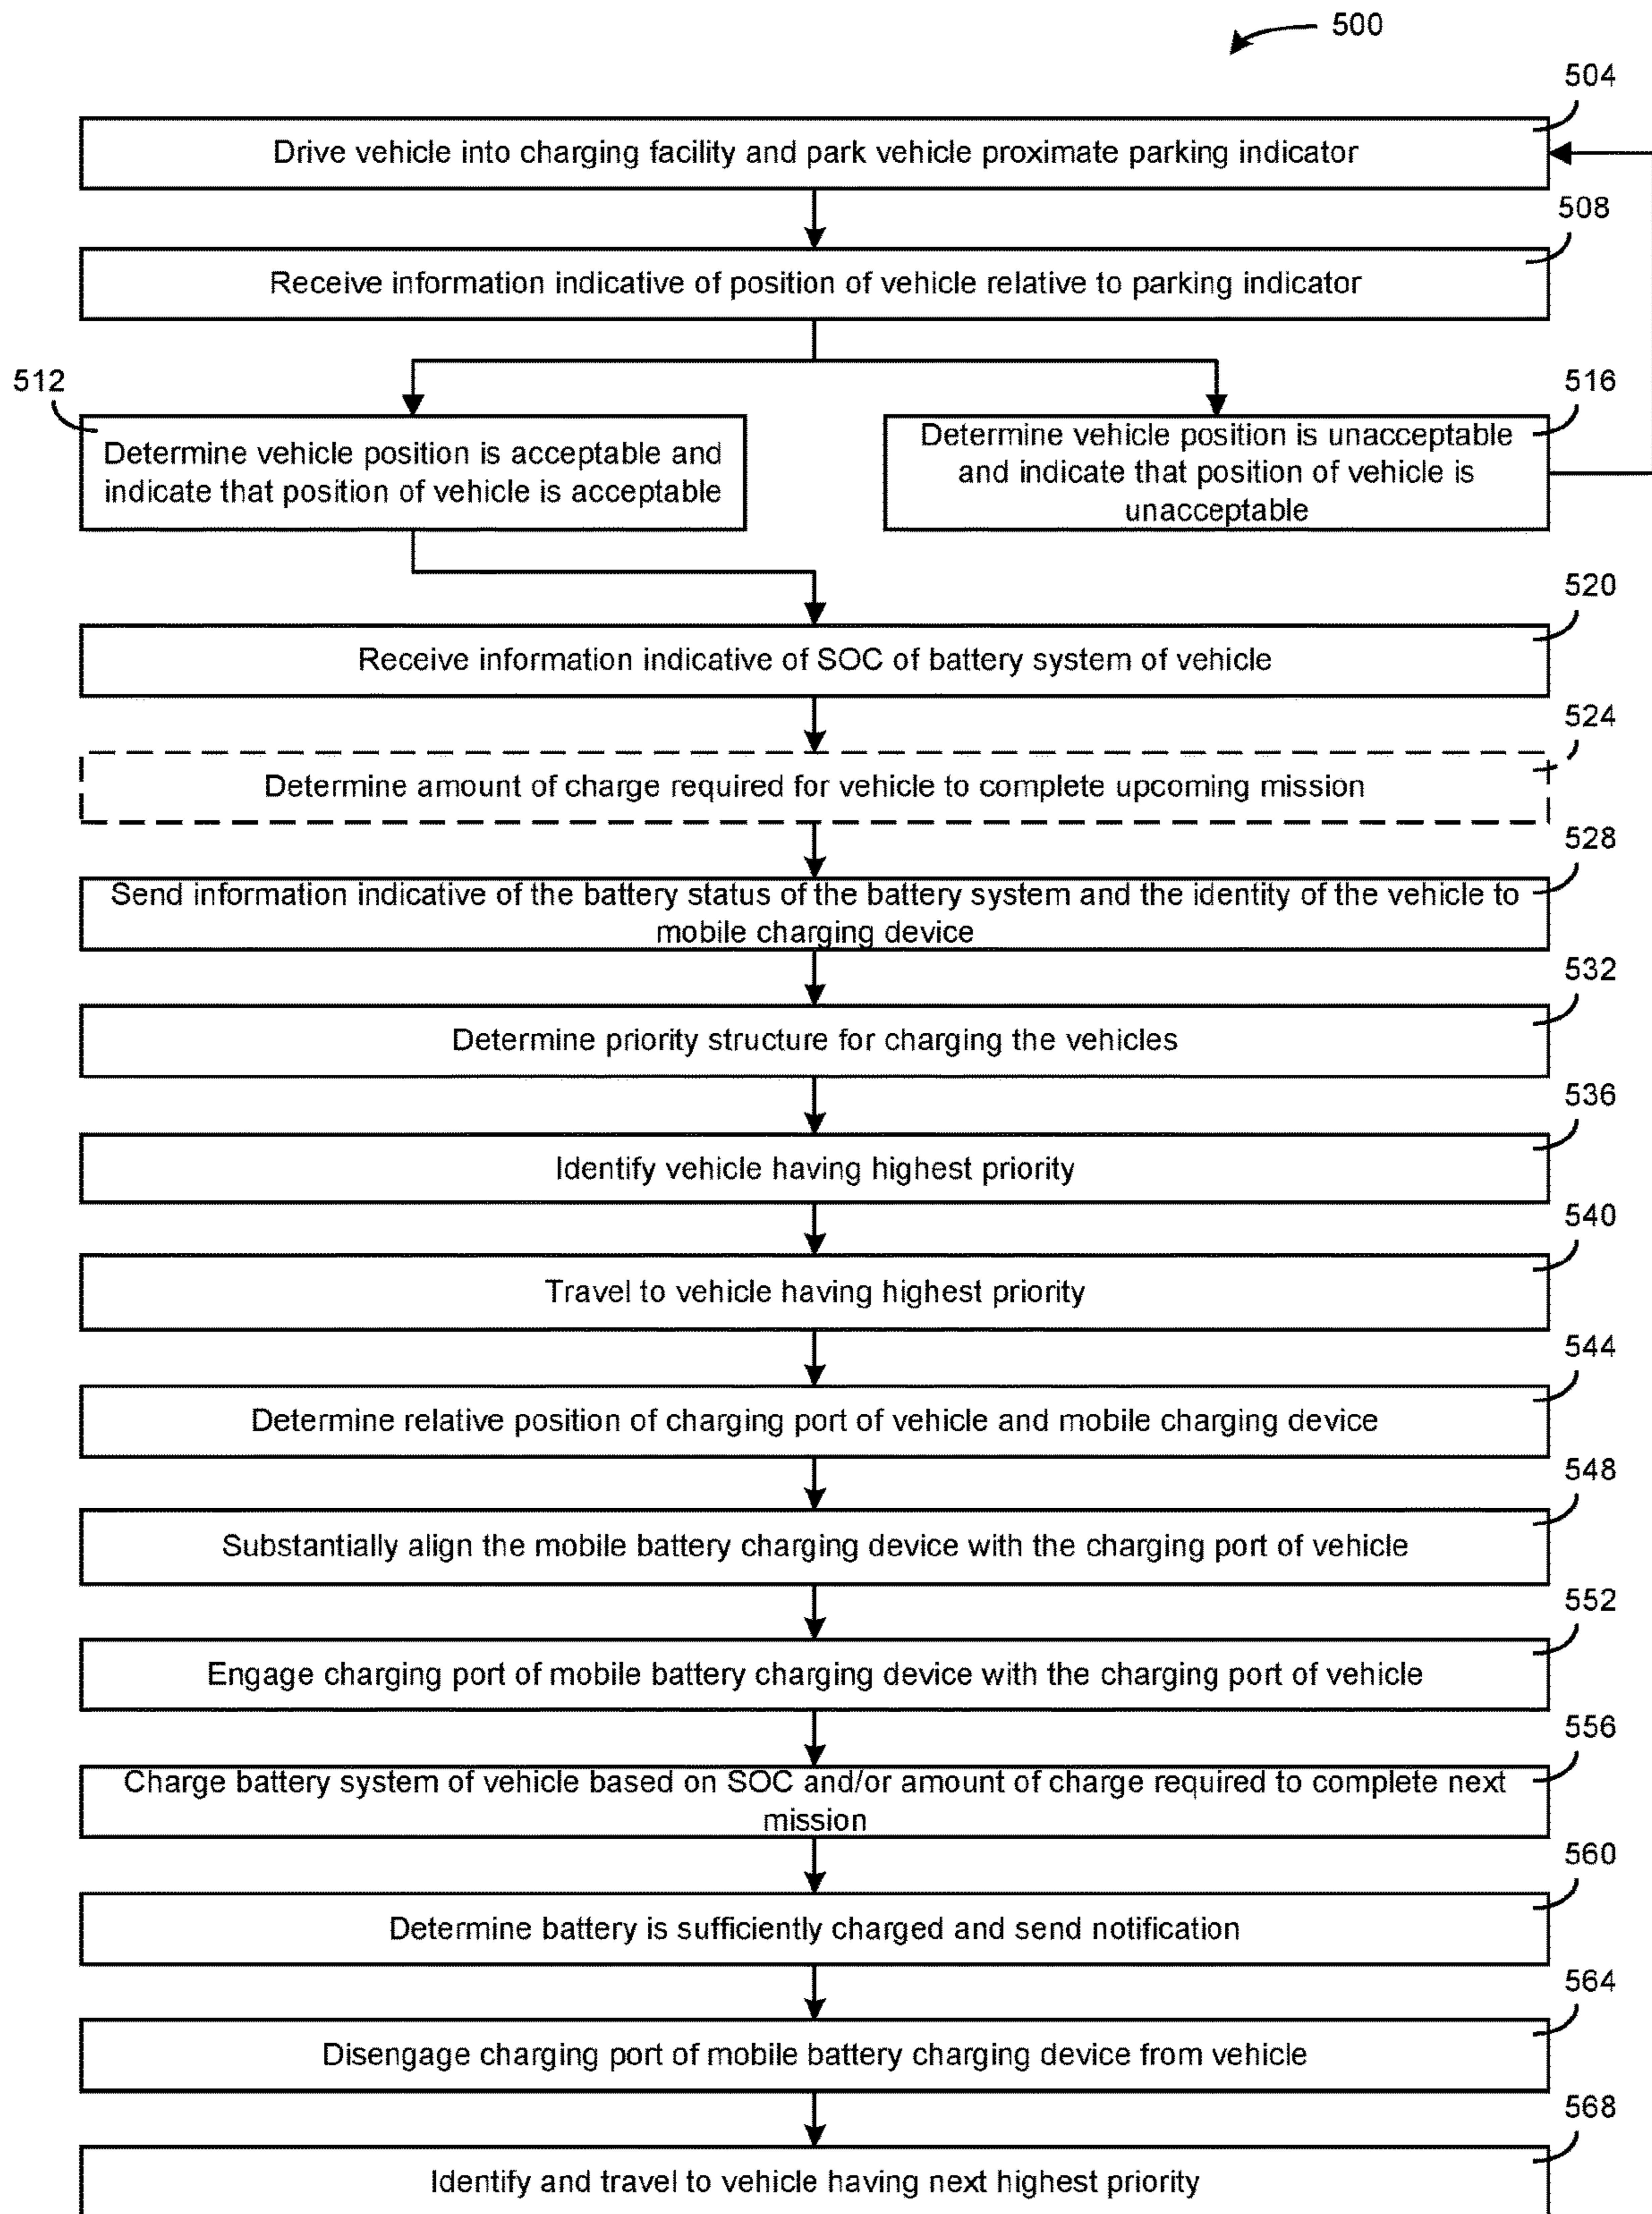 500
504
Drive vehicle into charging facility and park vehicle proximate parking indicator
508
Receive information indicative of position of vehicle relative to parking indicator
512
Determine vehicle position is acceptable and
indicate that position of vehicle is acceptable
516
Determine vehicle position is unacceptable
and indicate that position of vehicle is
unacceptable
520
Receive information indicative of SOC of battery system of vehicle
524
Determine amount of charge required for vehicle to complete upcoming mission
528
Send information indicative of the battery status of the battery system and the identity of the vehicle to
mobile charging device
532
Determine priority structure for charging the vehicles
536
Identify vehicle having highest priority
540
Travel to vehicle having highest priority
544
Determine relative position of charging port of vehicle and mobile charging device
548
Substantially align the mobile battery charging device with the charging port of vehicle
552
Engage charging port of mobile battery charging device with the charging port of vehicle
556
Charge battery system of vehicle based on SOC and/or amount of charge required to complete next
mission
560
Determine battery is sufficiently charged and send notification
564
Disengage charging port of mobile battery charging device from vehicle
568
Identify and travel to vehicle having next highest priority